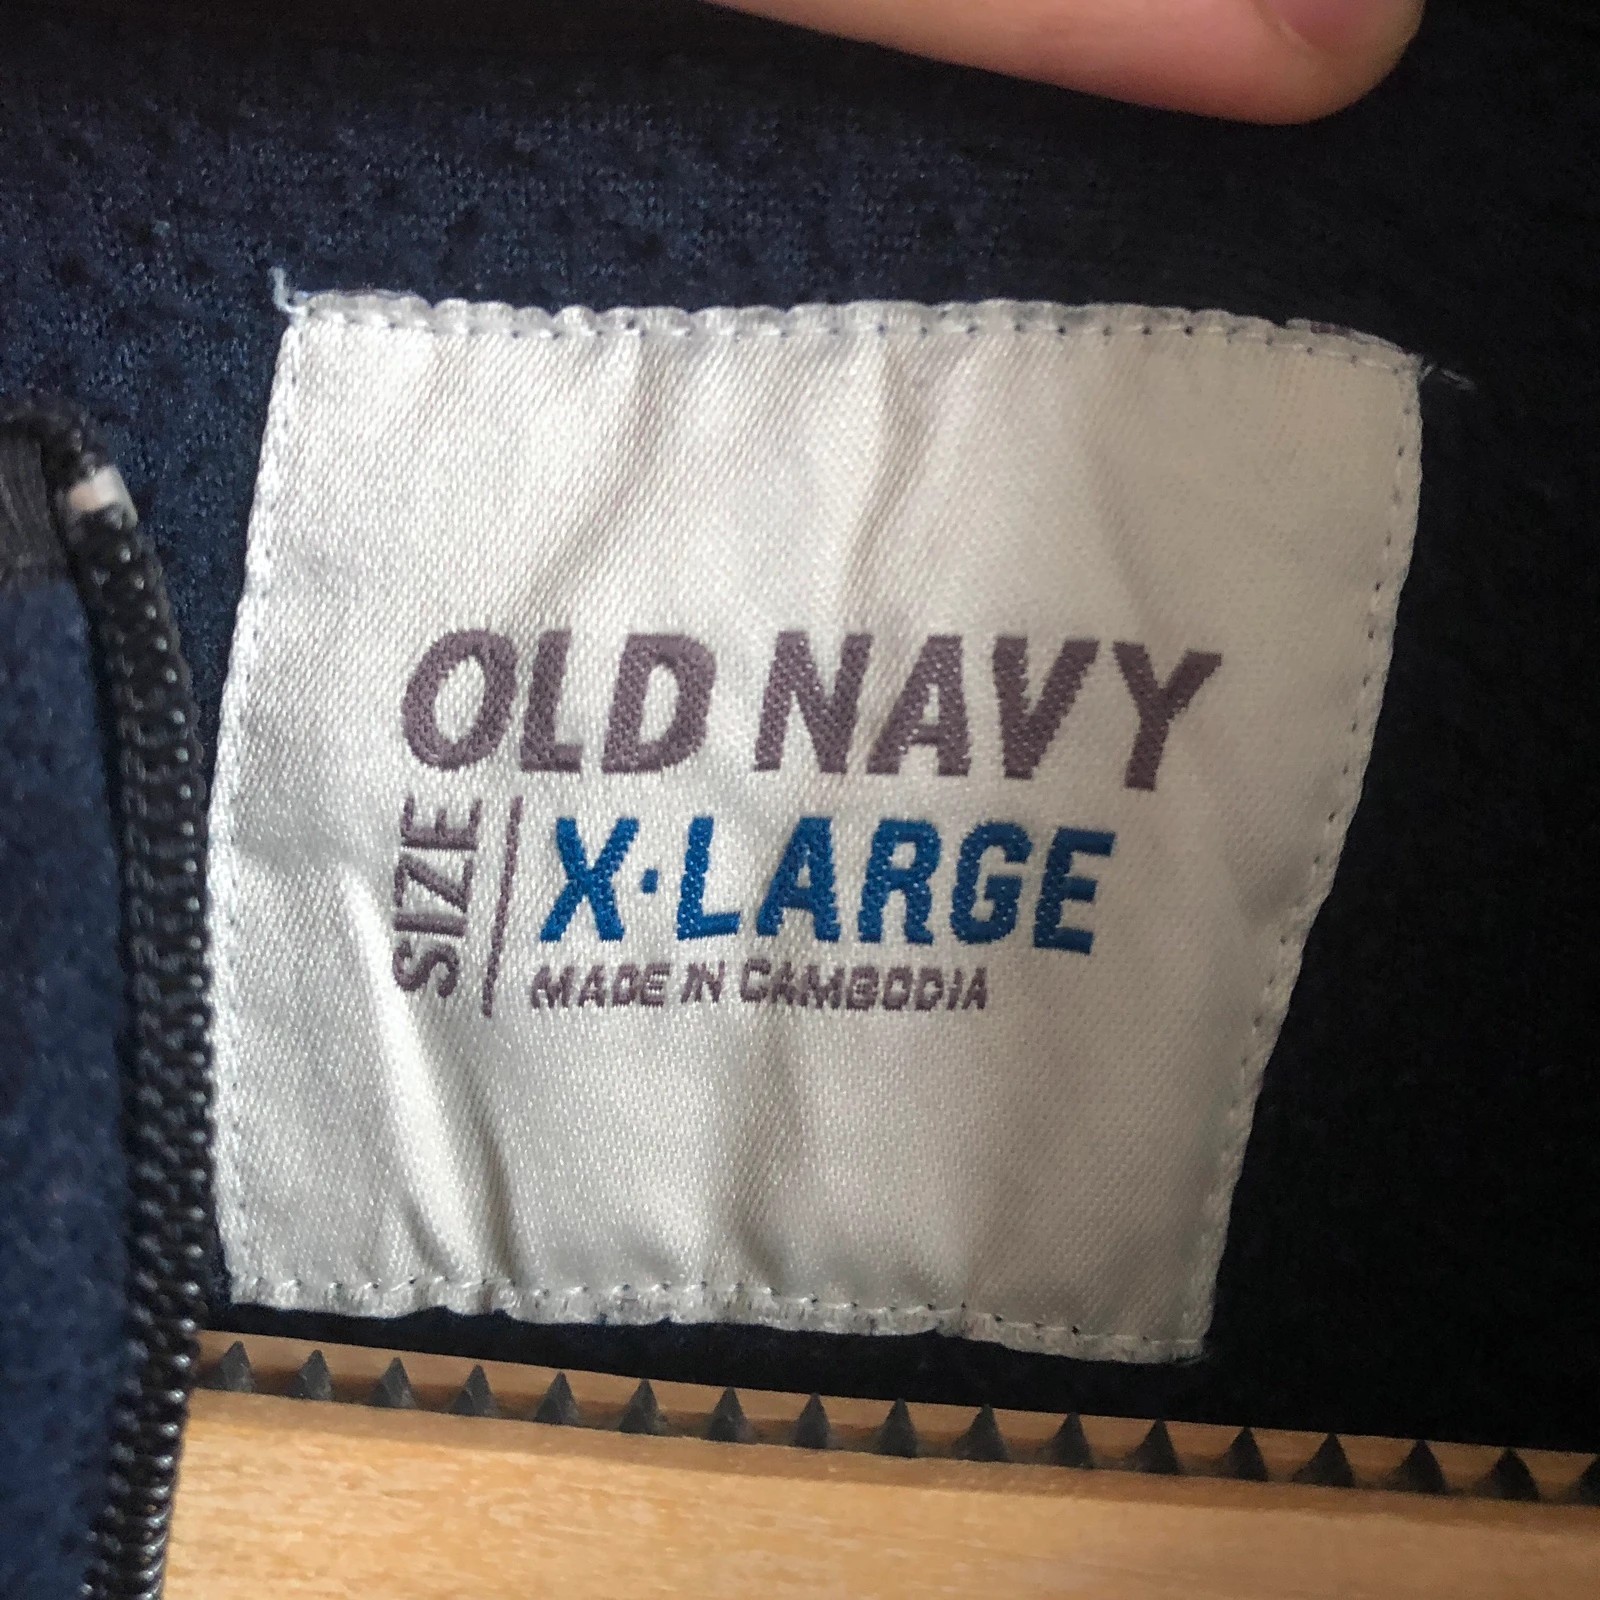 OLD NAVY
SIZE
X·LARGE
MADE IN CAMBODIA